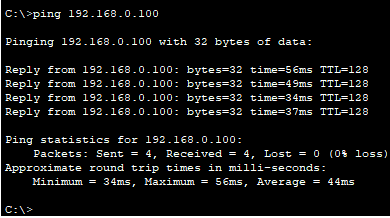 C:\>ping 192.168.0.100
Pinging 192.168.0.100 with 32 bytes of data:
Reply from 192.168.0.100: bytes=32 time=56ms TTL=128
Reply from 192.168.0.100: bytes=32 time=49ms TTL=128
Reply from 192.168.0.100: bytes=32 time=34ms TTL=128
Reply from 192.168.0.100: bytes=32 time=37ms TTL=128
Ping statistics for 192.168.0.100:
    Packets: Sent = 4, Received = 4, Lost = 0 (0% loss)
Approximate round trip times in milli-seconds:
    Minimum = 34ms, Maximum = 56ms, Average = 44ms
C:\>